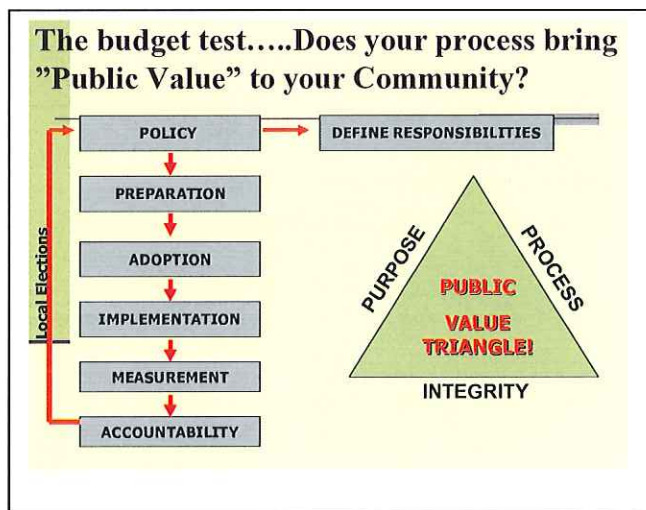 The budget test.....Does your process bring
”Public Value” to your Community?
POLICY
DEFINE RESPONSIBILITIES
PREPARATION
ADOPTION
IMPLEMENTATION
MEASUREMENT
ACCOUNTABILITY
Local Elections
PURPOSE
PROCESS
PUBLIC
VALUE
TRIANGLE!
INTEGRITY